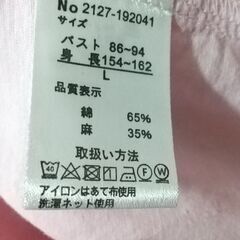 No 2127-192041
サイズ
バスト 86~94
身長154~162
L
品質表示
綿 65%
麻 35%
取扱い方法
40 P W
アイロンはあて布使用
洗濯ネット使用